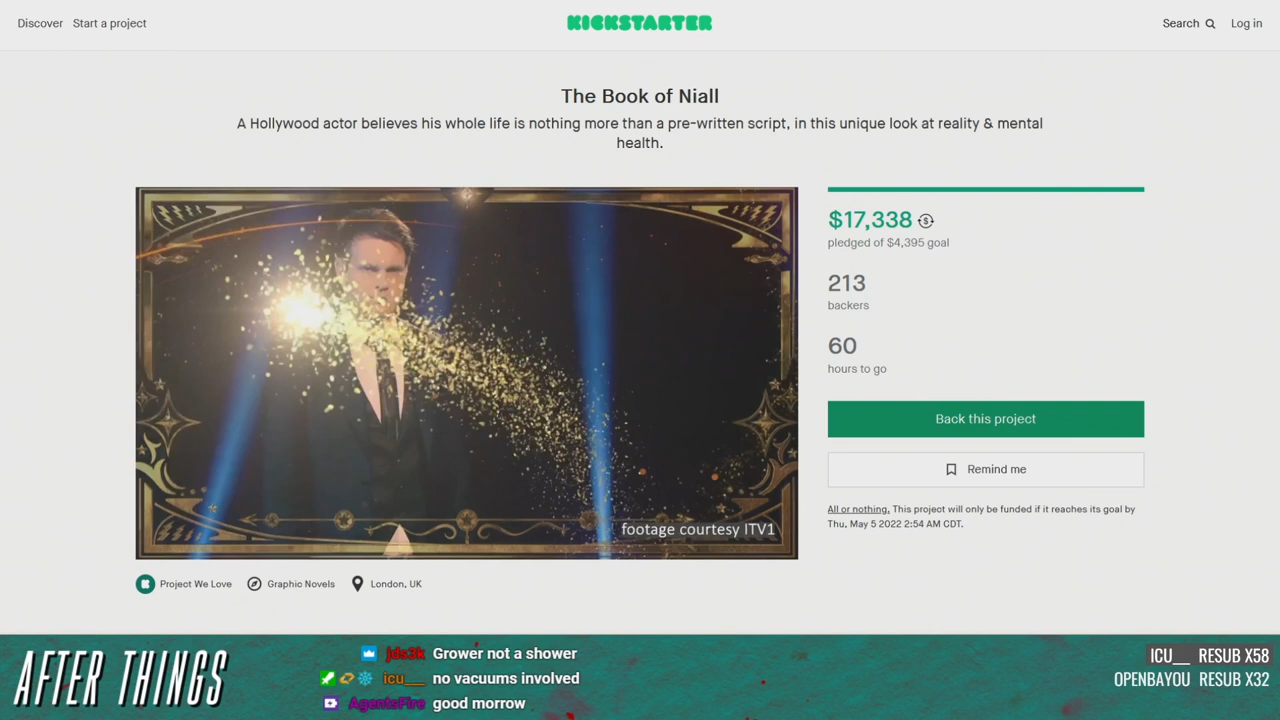 Discover Start a project KICKSTARTER Search Log in
The Book of Niall
A Hollywood actor believes his whole life is nothing more than a pre-written script, in this unique look at reality & mental
health.
$17,338
pledged of $4,395 goal
213
backers
60
hours to go
Back this project
Remind me
All or nothing. This project will only be funded if it reaches its goal by
Thu, May 5 2022 2:54 AM CDT.
footage courtesy ITV1
Project We Love Graphic Novels London, UK
AFTER THINGS
jds3k Grower not a shower
icu__ no vacuums involved
AgentsFire good morrow
ICU__ RESUB X58
OPENBAYOU RESUB X32